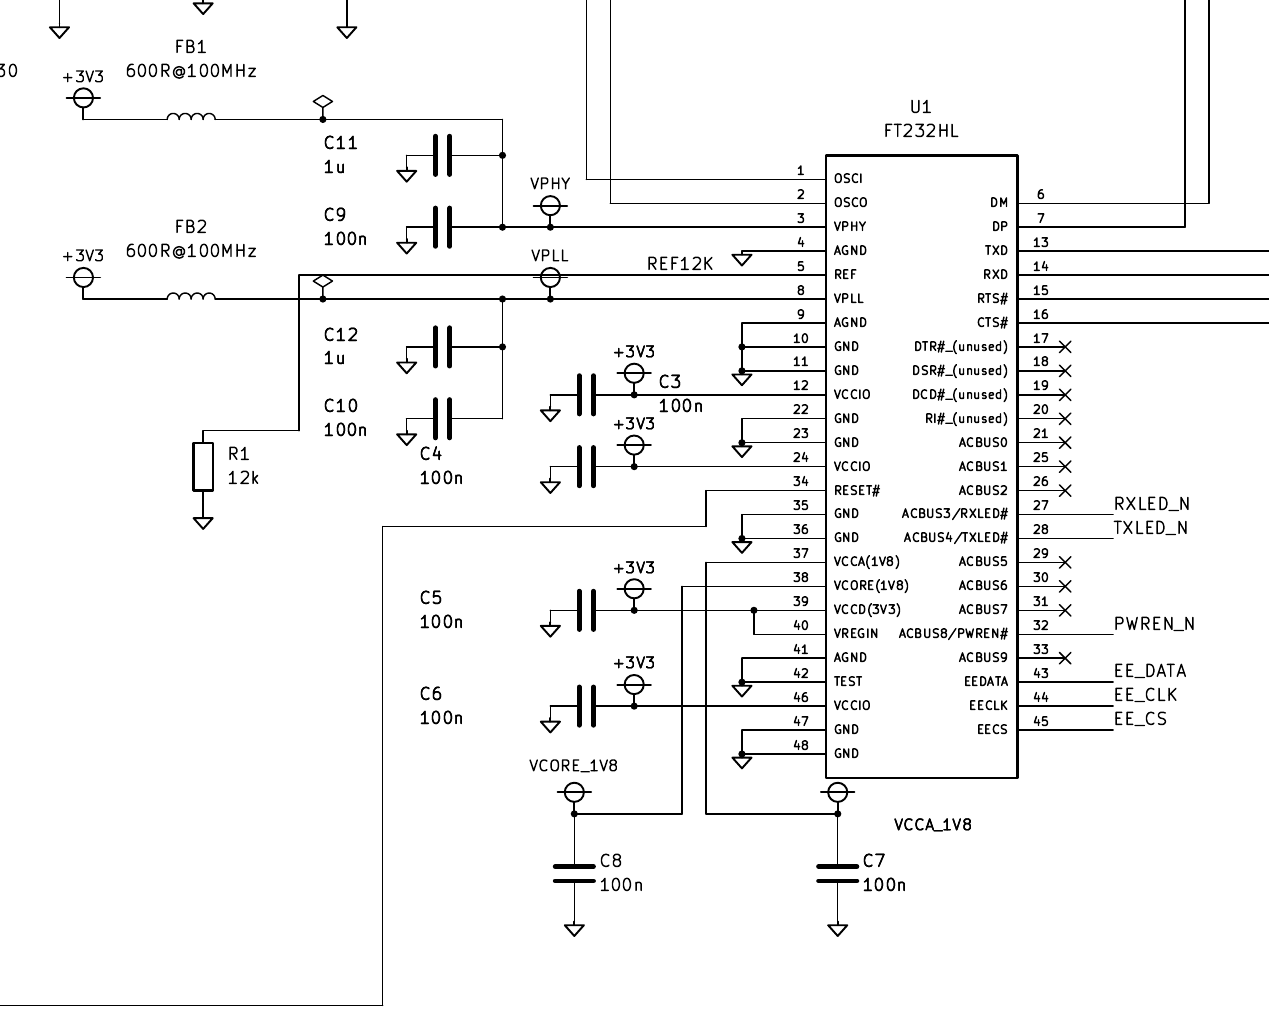 FB1
600R@100MHz
30
+3V3
C11
1u
VPHY
C9
100n
FB2
600R@100MHz
+3V3
VPLL
REF12K
C12
1u
+3V3
C3
100n
C10
100n
+3V3
C4
100n
R1
12k
+3V3
C5
100n
+3V3
C6
100n
VCORE_1V8
VCCA_1V8
C8
100n
C7
100n
U1
FT232HL
1 OSCI
2 OSCO
3 VPHY
4 AGND
5 REF
8 VPLL
9 AGND
10 GND
11 GND
12 VCCIO
22 GND
23 GND
24 VCCIO
34 RESET#
35 GND
36 GND
37 VCCA(1V8)
38 VCORE(1V8)
39 VCCD(3V3)
40 VREGIN
41 AGND
42 TEST
46 VCCIO
47 GND
48 GND
DM 6
DP 7
TXD 13
RXD 14
RTS# 15
CTS# 16
DTR#_(unused) 17
DSR#_(unused) 18
DCD#_(unused) 19
RI#_(unused) 20
ACBUS0 21
ACBUS1 25
ACBUS2 26
ACBUS3/RXLED# 27 RXLED_N
ACBUS4/TXLED# 28 TXLED_N
ACBUS5 29
ACBUS6 30
ACBUS7 31
ACBUS8/PWREN# 32 PWREN_N
ACBUS9 33
EEDATA 43 EE_DATA
EECLK 44 EE_CLK
EECS 45 EE_CS